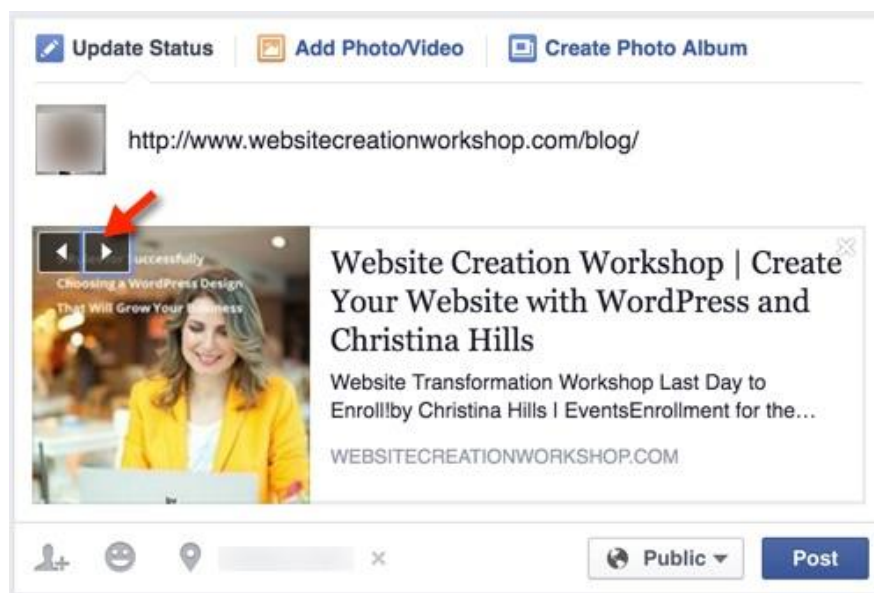 Update Status Add Photo/Video Create Photo Album
http://www.websitecreationworkshop.com/blog/
Successfully
Choosing a WordPress Design
That Will Grow Your Business
by
Website Creation Workshop | Create
Your Website with WordPress and
Christina Hills
Website Transformation Workshop Last Day to
Enroll!by Christina Hills I EventsEnrollment for the…
WEBSITECREATIONWORKSHOP.COM
Public Post